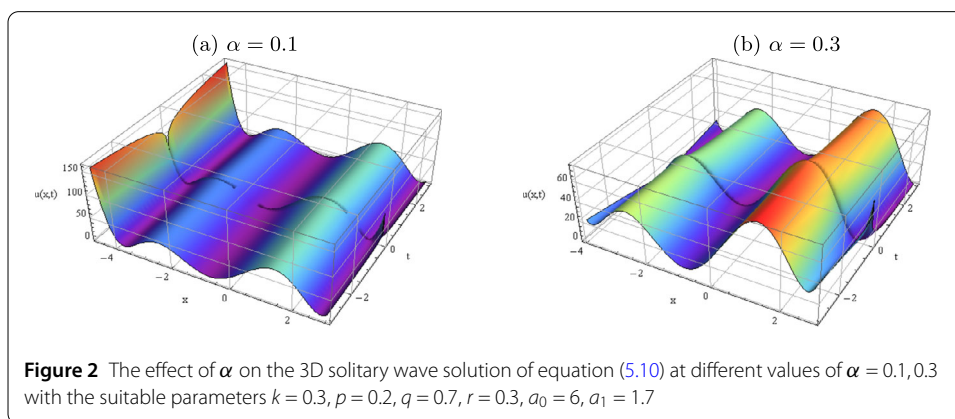 (a) α = 0.1
(b) α = 0.3
150
100
50
0
u(x,t)
−4
−2
0
2
x
−2
0
2
t
60
40
20
0
u(x,t)
−4
−2
0
2
x
−2
0
2
t
Figure 2 The effect of α on the 3D solitary wave solution of equation (5.10) at different values of α = 0.1, 0.3
with the suitable parameters k = 0.3, p = 0.2, q = 0.7, r = 0.3, a₀ = 6, a₁ = 1.7